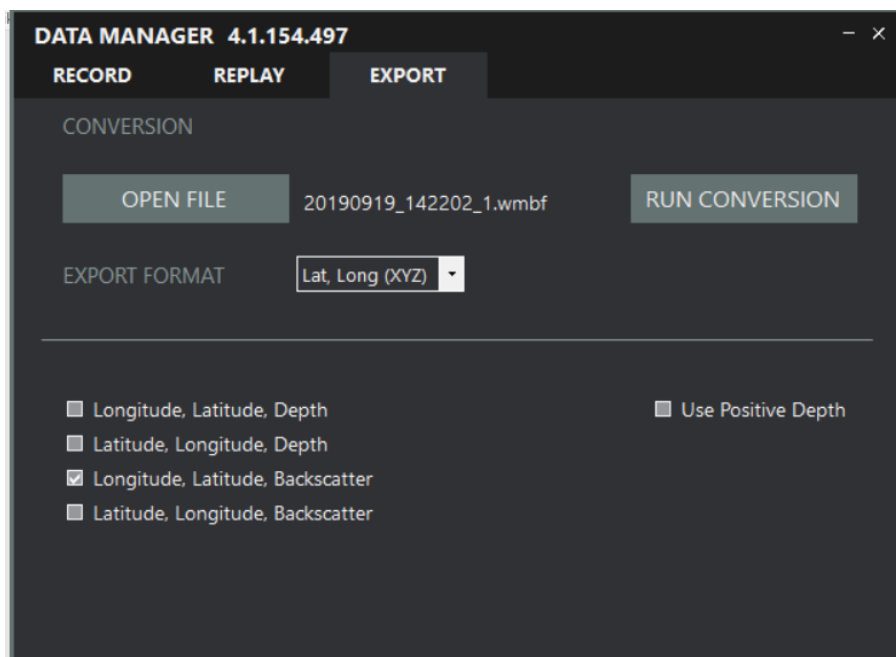 DATA MANAGER 4.1.154.497
RECORD REPLAY EXPORT
CONVERSION
OPEN FILE 20190919_142202_1.wmbf RUN CONVERSION
EXPORT FORMAT Lat, Long (XYZ)
Longitude, Latitude, Depth Use Positive Depth
Latitude, Longitude, Depth
Longitude, Latitude, Backscatter
Latitude, Longitude, Backscatter